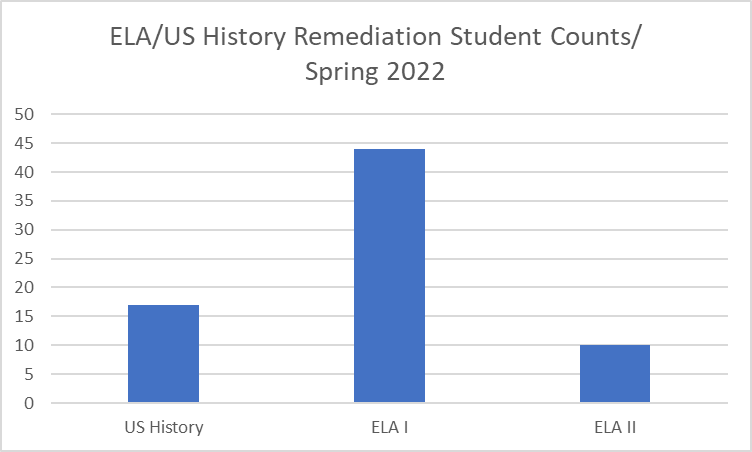 ELA/US History Remediation Student Counts/
Spring 2022
50
45
40
35
30
25
20
15
10
5
0
US History
ELA I
ELA II